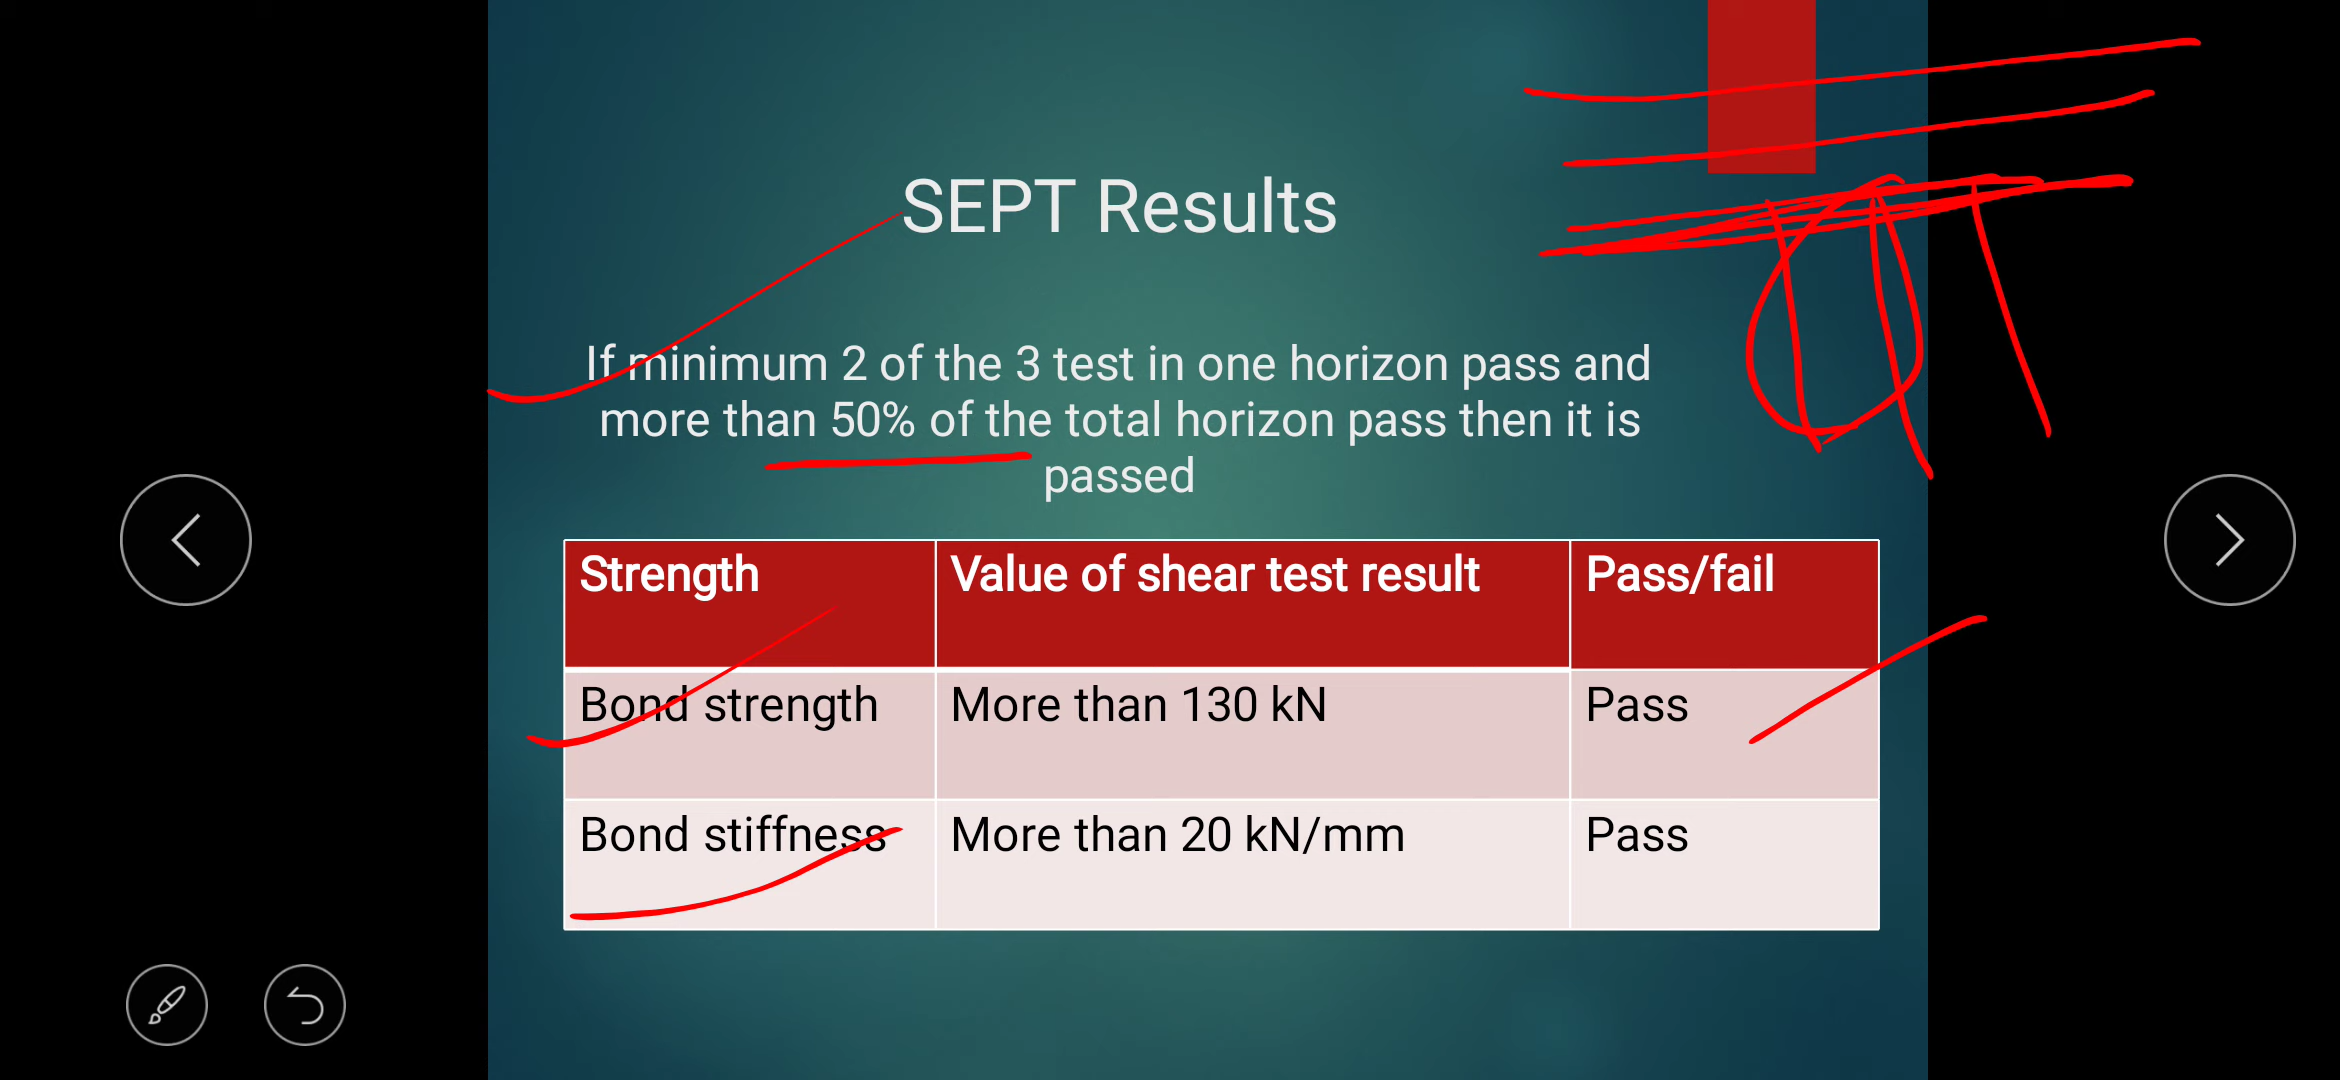 SEPT Results
If minimum 2 of the 3 test in one horizon pass and
more than 50% of the total horizon pass then it is
passed
Strength Value of shear test result Pass/fail
Bond strength More than 130 kN Pass
Bond stiffness More than 20 kN/mm Pass